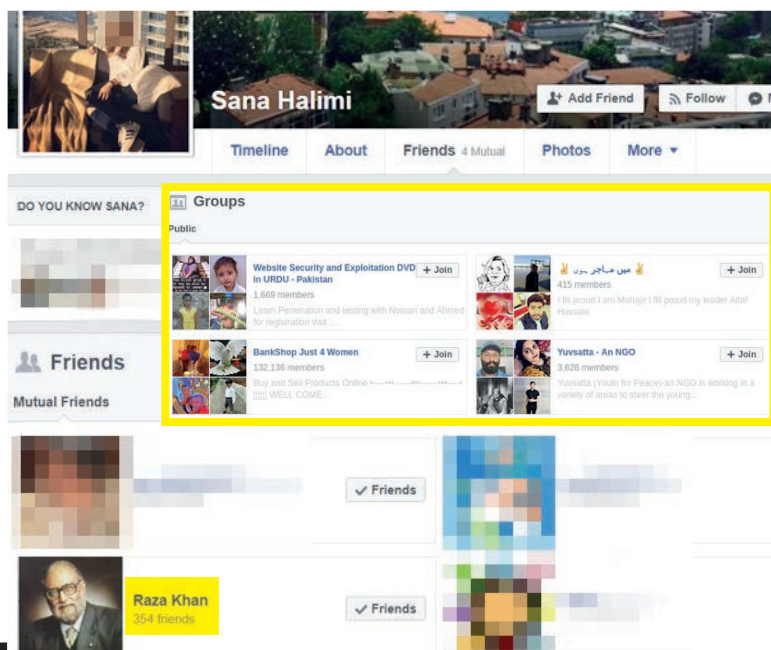 Sana Halimi
Add Friend
Follow
Timeline
About
Friends 4 Mutual
Photos
More
DO YOU KNOW SANA?
Groups
Public
Website Security and Exploitation DVD
in URDU - Pakistan
+ Join
1,669 members
Learn Penetration and testing with Noman and Ahmed
for registration visit :...
✌ میں مہاجر ہوں ✌
+ Join
415 members
I fill proud I am Muhajir I fill proud my leader Altaf
Hussain
BankShop Just 4 Women
+ Join
132,136 members
Buy and Sell Products Online
WELL COME...
Yuvsatta - An NGO
+ Join
3,626 members
Yuvsatta (Youth for Peace)-an NGO is working in a
variety of areas to steer the young...
Friends
Mutual Friends
Friends
Raza Khan
354 friends
Friends